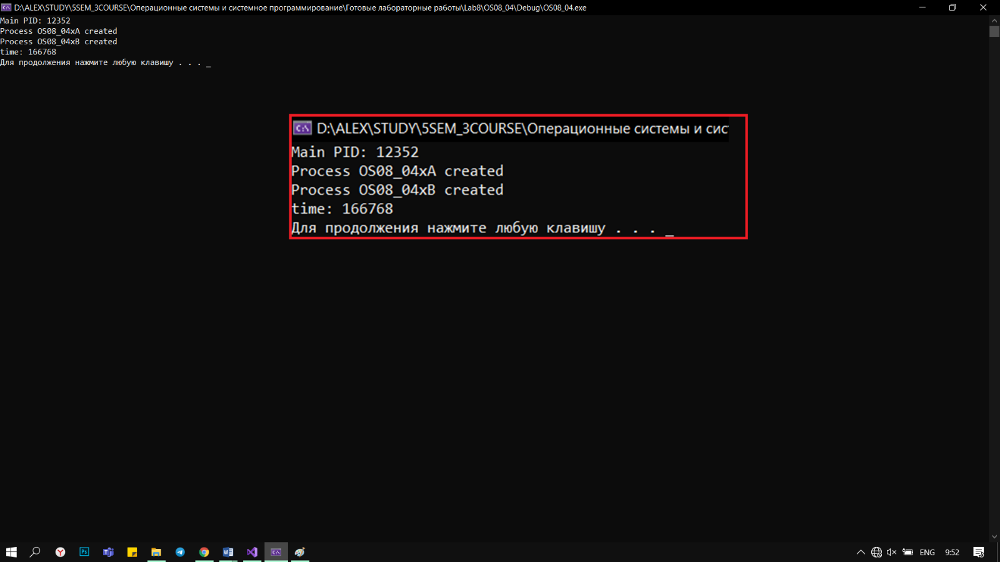 D:\ALEX\STUDY\5SEM_3COURSE\Операционные системы и системное программирование\Готовые лабораторные работы\Lab8\OS08_04\Debug\OS08_04.exe
Main PID: 12352
Process OS08_04xA created
Process OS08_04xB created
time: 166768
Для продолжения нажмите любую клавишу . . . _
D:\ALEX\STUDY\5SEM_3COURSE\Операционные системы и сис
Main PID: 12352
Process OS08_04xA created
Process OS08_04xB created
time: 166768
Для продолжения нажмите любую клавишу . . . _
ENG 9:52